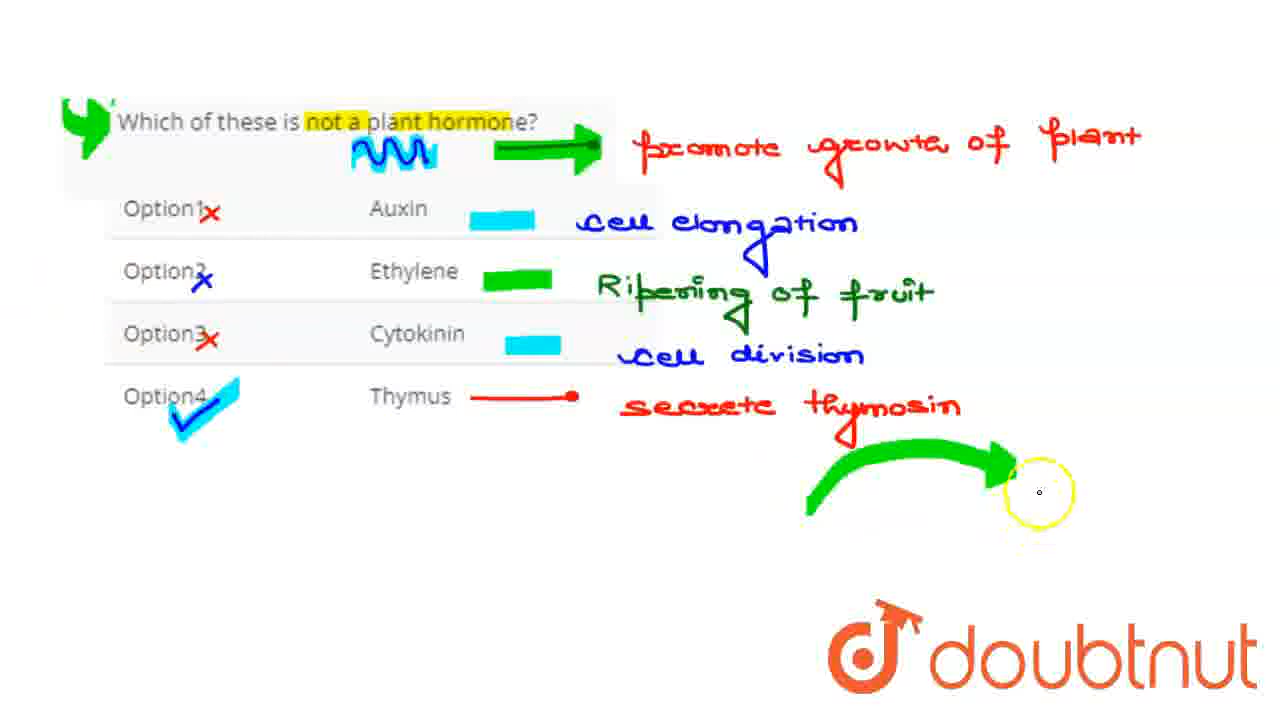 Which of these is not a plant hormone?
promote growth of plant
Option1 Auxin cell elongation
Option2 Ethylene Ripening of fruit
Option3 Cytokinin cell division
Option4 Thymus secrete thymosin
doubtnut